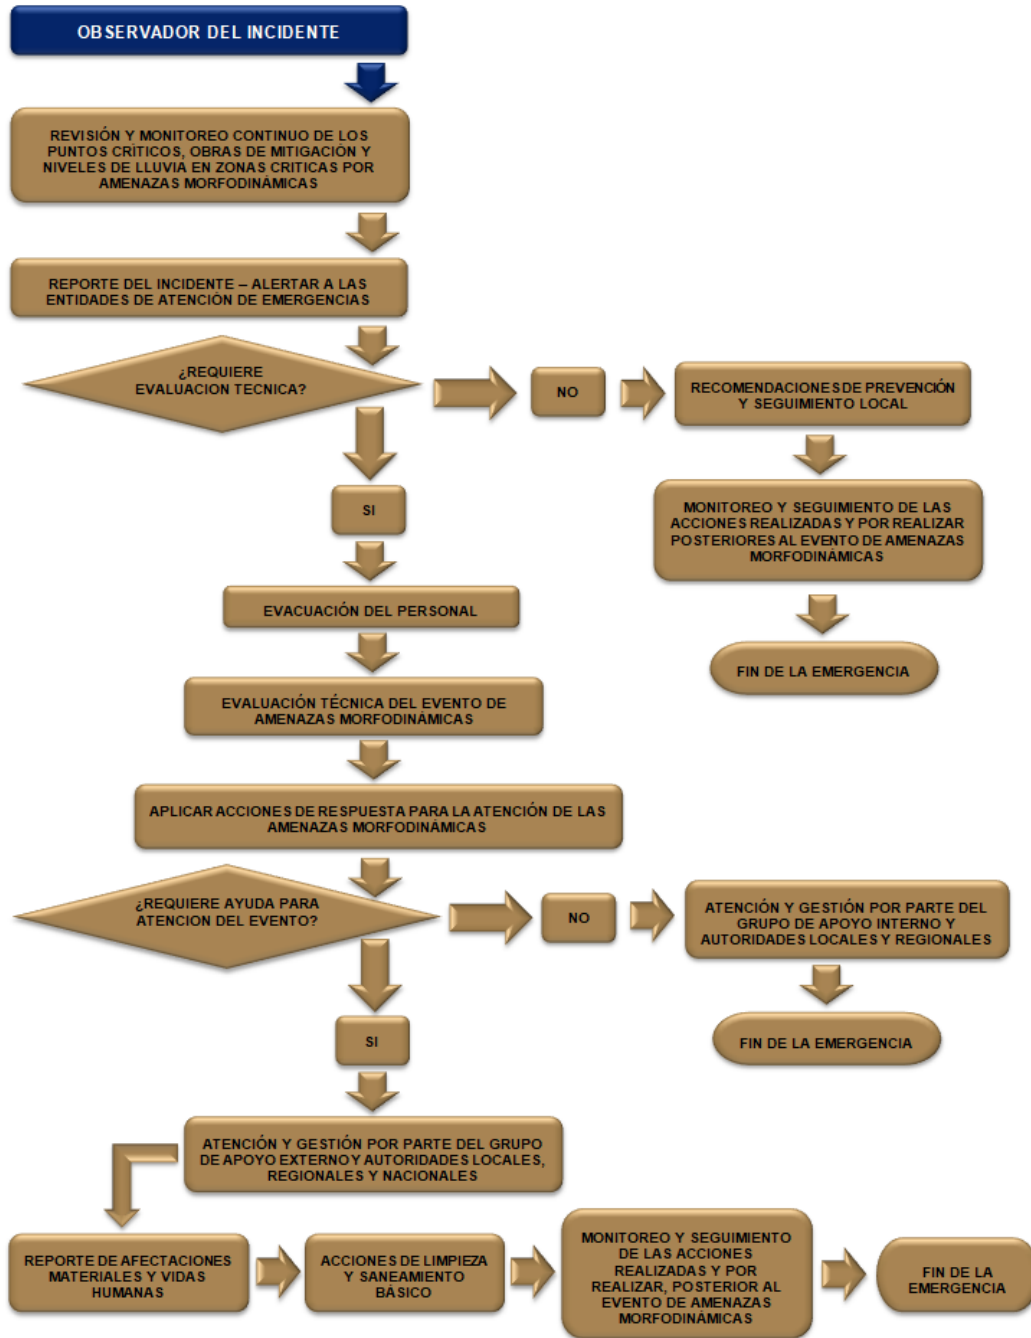 OBSERVADOR DEL INCIDENTE
REVISIÓN Y MONITOREO CONTINUO DE LOS
PUNTOS CRÍTICOS, OBRAS DE MITIGACIÓN Y
NIVELES DE LLUVIA EN ZONAS CRITICAS POR
AMENAZAS MORFODINÁMICAS
REPORTE DEL INCIDENTE – ALERTAR A LAS
ENTIDADES DE ATENCIÓN DE EMERGENCIAS
¿REQUIERE
EVALUACION TECNICA?
NO
RECOMENDACIONES DE PREVENCIÓN
Y SEGUIMIENTO LOCAL
SI
MONITOREO Y SEGUIMIENTO DE LAS
ACCIONES REALIZADAS Y POR REALIZAR
POSTERIORES AL EVENTO DE AMENAZAS
MORFODINÁMICAS
EVACUACIÓN DEL PERSONAL
FIN DE LA EMERGENCIA
EVALUACIÓN TÉCNICA DEL EVENTO DE
AMENAZAS MORFODINÁMICAS
APLICAR ACCIONES DE RESPUESTA PARA LA ATENCIÓN DE LAS
AMENAZAS MORFODINÁMICAS
¿REQUIERE AYUDA PARA
ATENCION DEL EVENTO?
NO
ATENCIÓN Y GESTIÓN POR PARTE DEL
GRUPO DE APOYO INTERNO Y
AUTORIDADES LOCALES Y REGIONALES
SI
FIN DE LA EMERGENCIA
ATENCIÓN Y GESTIÓN POR PARTE DEL GRUPO
DE APOYO EXTERNO Y AUTORIDADES LOCALES,
REGIONALES Y NACIONALES
REPORTE DE AFECTACIONES
MATERIALES Y VIDAS
HUMANAS
ACCIONES DE LIMPIEZA
Y SANEAMIENTO
BÁSICO
MONITOREO Y SEGUIMIENTO
DE LAS ACCIONES
REALIZADAS Y POR
REALIZAR, POSTERIOR AL
EVENTO DE AMENAZAS
MORFODINÁMICAS
FIN DE LA
EMERGENCIA